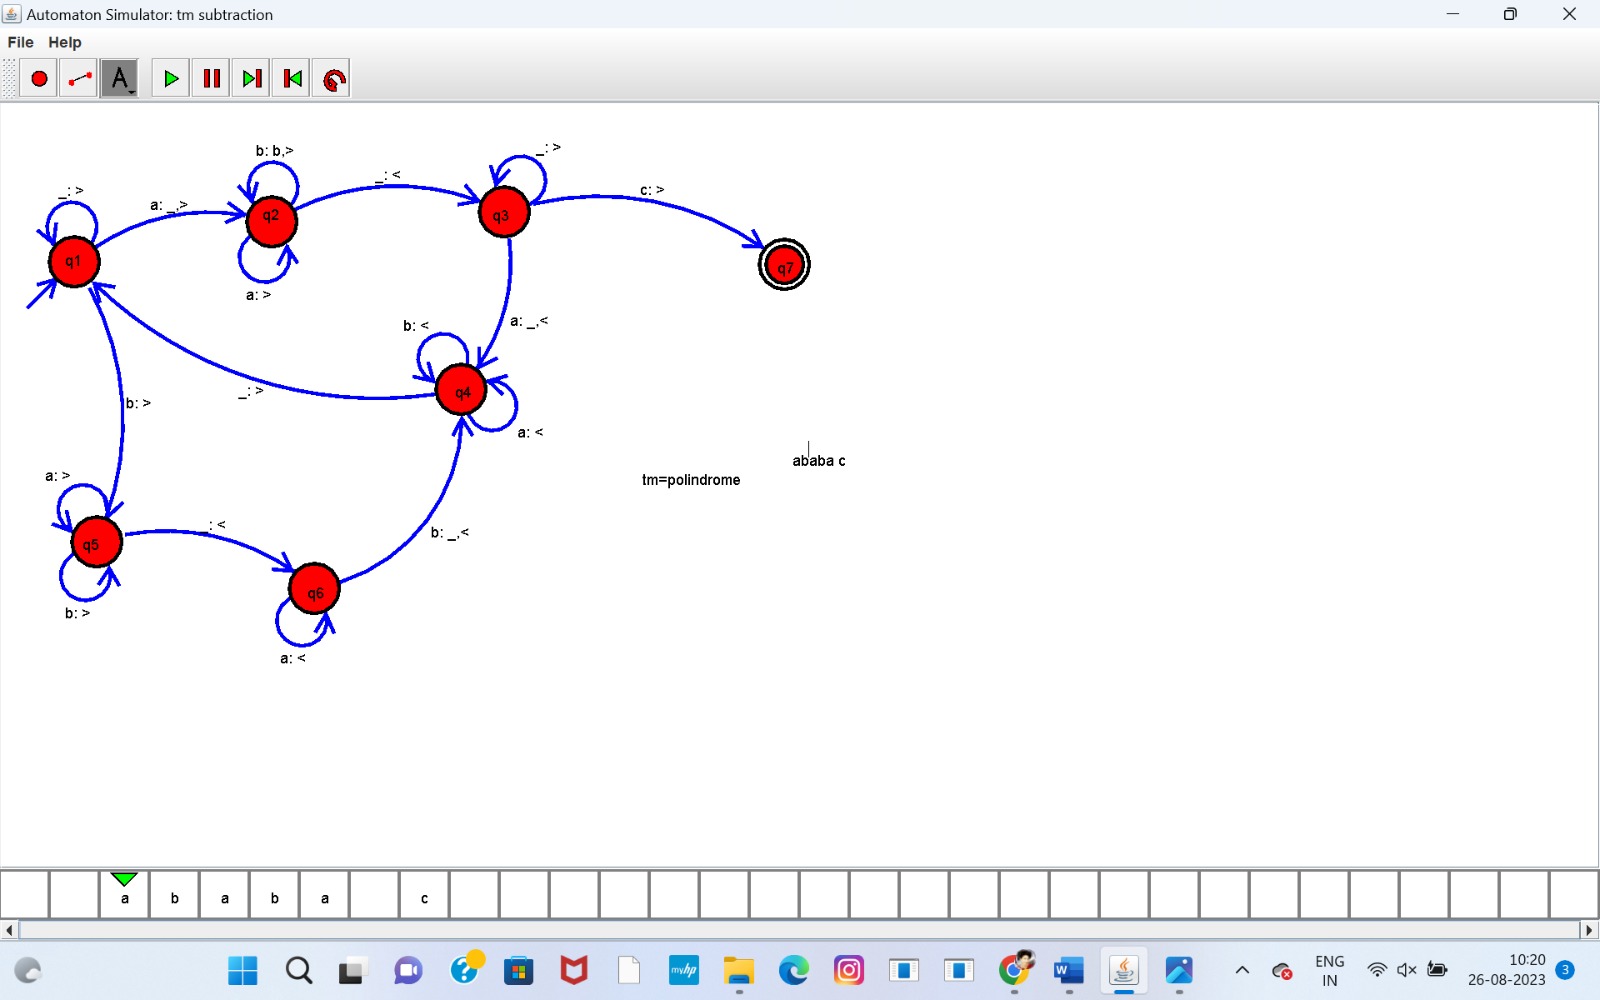 Automaton Simulator: tm subtraction
File Help
A
b: b,>
_: >
_: <
_: >
a: _,>
c: >
q2
q3
q1
q7
a: >
a: _,<
b: <
_: >
q4
b: >
a: <
ababa c
a: >
tm=polindrome
_: <
b: _,<
q5
q6
b: >
a: <
a b a b a c
myhp
W
ENG
IN
10:20
26-08-2023
3